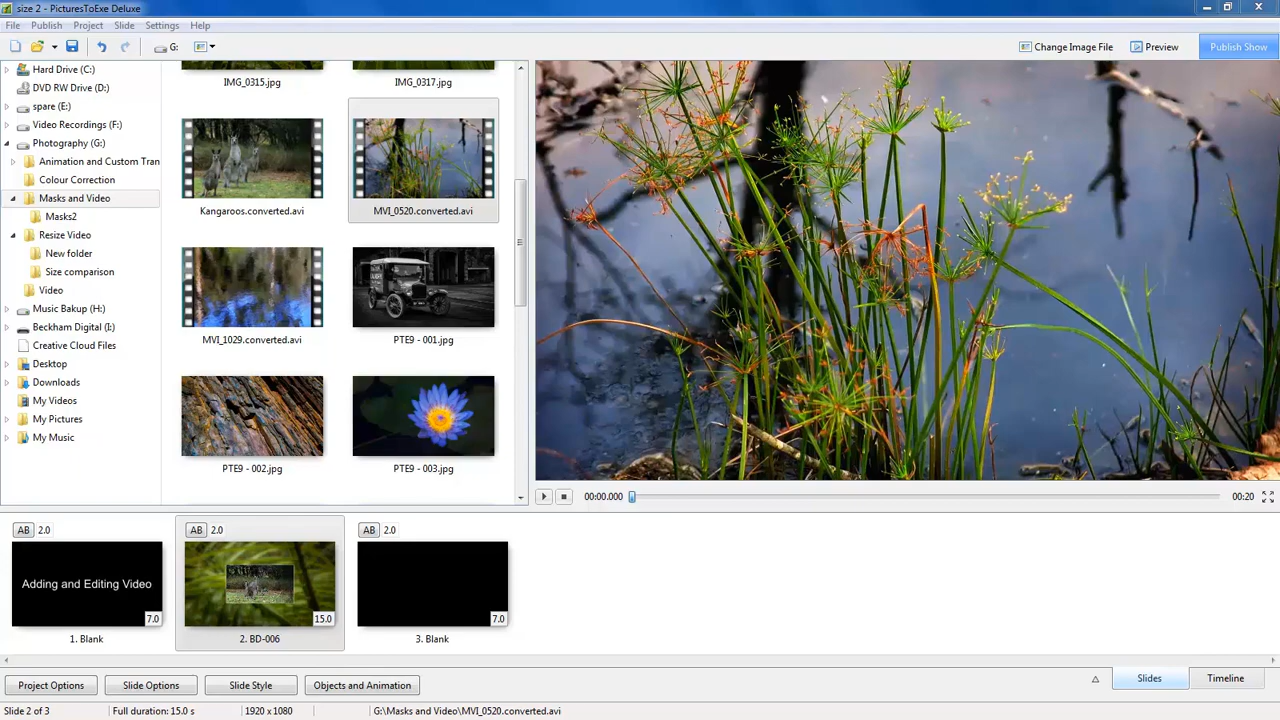 size 2 - PicturesToExe Deluxe
File Publish Project Slide Settings Help
G:
Change Image File Preview Publish Show
Hard Drive (C:)
DVD RW Drive (D:)
spare (E:)
Video Recordings (F:)
Photography (G:)
Animation and Custom Tran
Colour Correction
Masks and Video
Masks2
Resize Video
New folder
Size comparison
Video
Music Bakup (H:)
Beckham Digital (I:)
Creative Cloud Files
Desktop
Downloads
My Videos
My Pictures
My Music
IMG_0315.jpg IMG_0317.jpg
Kangaroos.converted.avi MVI_0520.converted.avi
MVI_1029.converted.avi PTE9 - 001.jpg
PTE9 - 002.jpg PTE9 - 003.jpg
00:00.000 00:20
AB 2.0 AB 2.0 AB 2.0
Adding and Editing Video
7.0 15.0 7.0
1. Blank 2. BD-006 3. Blank
Project Options Slide Options Slide Style Objects and Animation Slides Timeline
Slide 2 of 3 Full duration: 15.0 s 1920 x 1080 G:\Masks and Video\MVI_0520.converted.avi